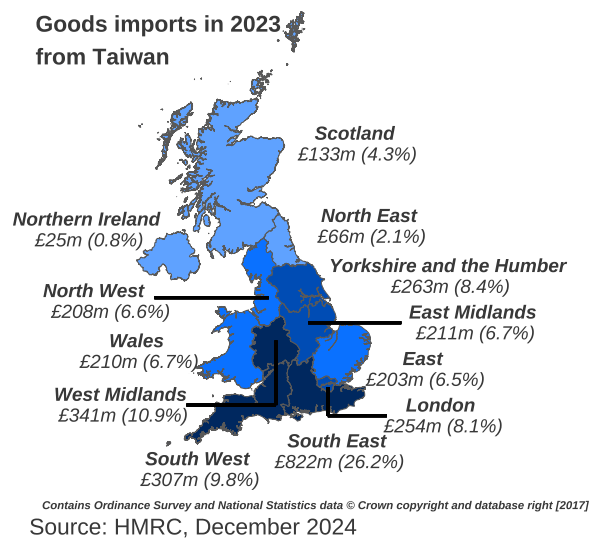 Goods imports in 2023
from Taiwan
Scotland
£133m (4.3%)
Northern Ireland
£25m (0.8%)
North East
£66m (2.1%)
Yorkshire and the Humber
£263m (8.4%)
North West
£208m (6.6%)
East Midlands
£211m (6.7%)
Wales
£210m (6.7%)
East
£203m (6.5%)
West Midlands
£341m (10.9%)
London
£254m (8.1%)
South East
£822m (26.2%)
South West
£307m (9.8%)
Contains Ordinance Survey and National Statistics data © Crown copyright and database right [2017]
Source: HMRC, December 2024